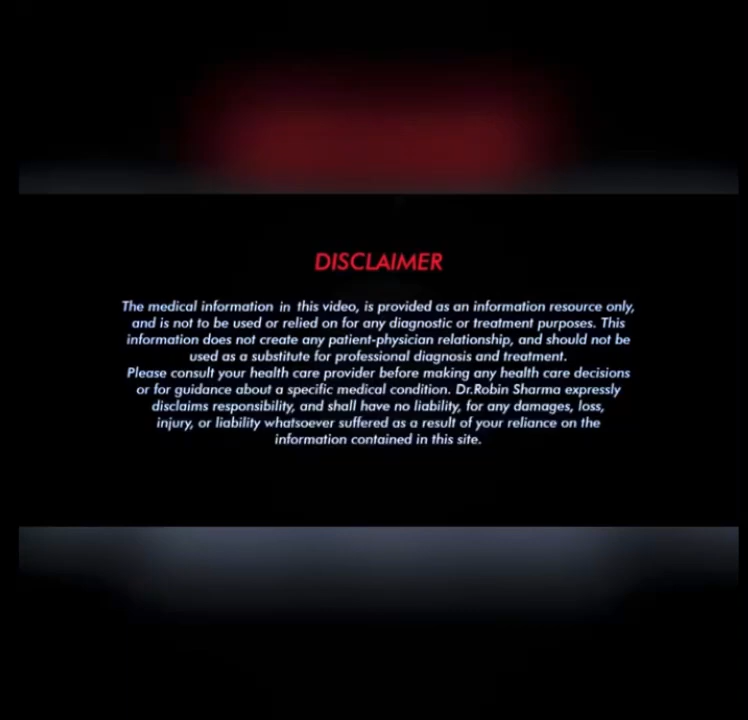 DISCLAIMER
The medical information in this video, is provided as an information resource only,
and is not to be used or relied on for any diagnostic or treatment purposes. This
information does not create any patient-physician relationship, and should not be
used as a substitute for professional diagnosis and treatment.
Please consult your health care provider before making any health care decisions
or for guidance about a specific medical condition. Dr.Robin Sharma expressly
disclaims responsibility, and shall have no liability, for any damages, loss,
injury, or liability whatsoever suffered as a result of your reliance on the
information contained in this site.